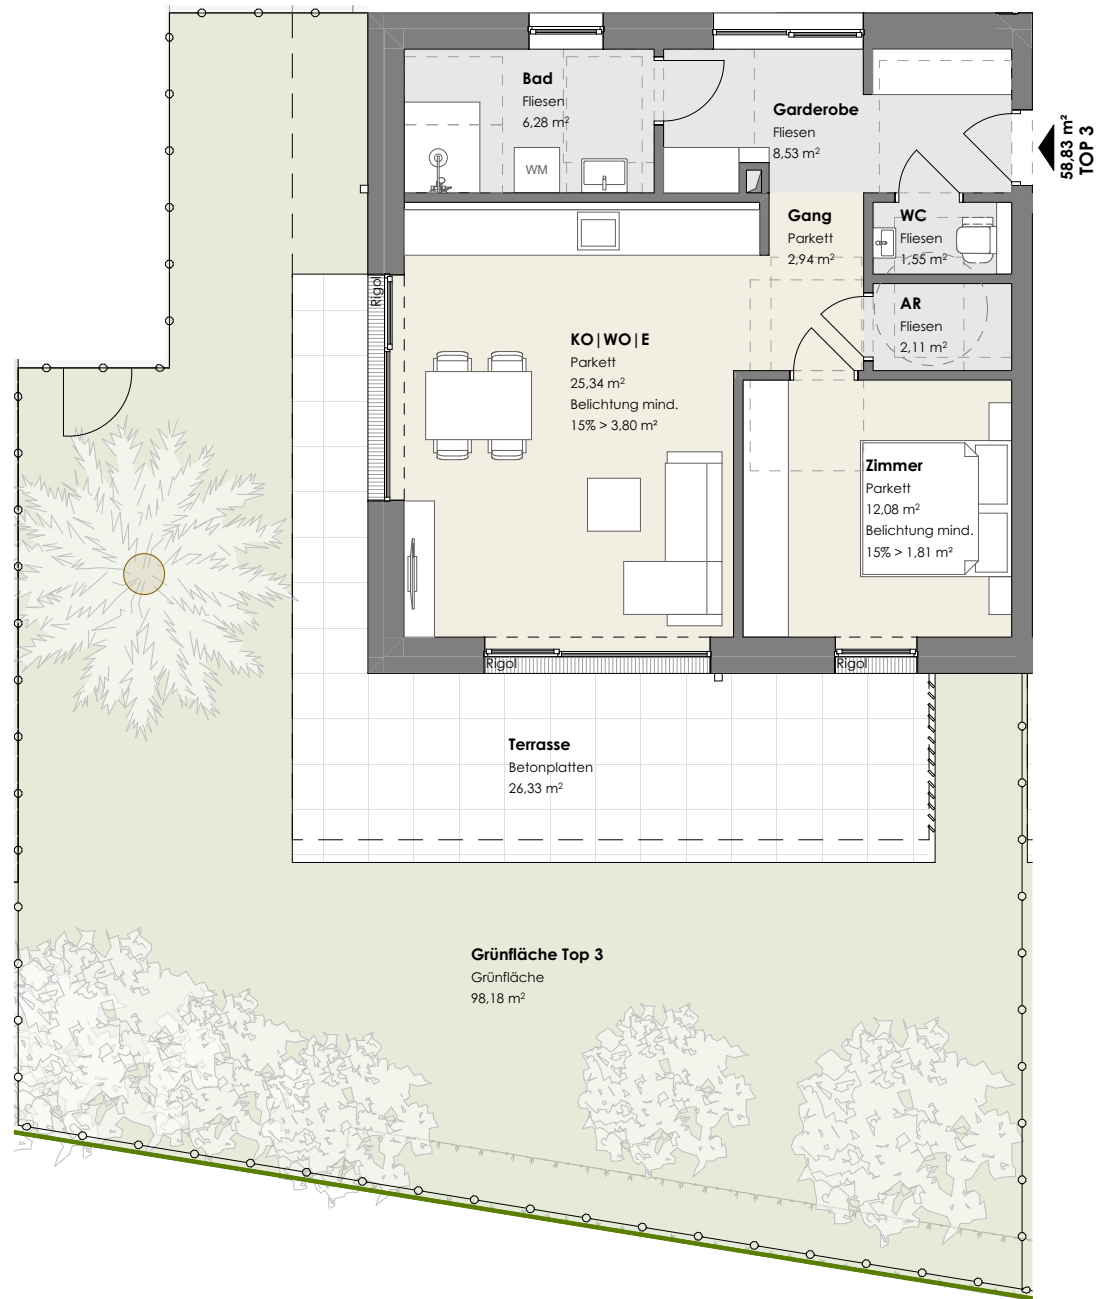 Bad
Fliesen
6,28 m²
WM
Garderobe
Fliesen
8,53 m²
58,83 m²
TOP 3
Gang
Parkett
2,94 m²
WC
Fliesen
1,55 m²
AR
Fliesen
2,11 m²
Rigol
KO|WO|E
Parkett
25,34 m²
Belichtung mind.
15% > 3,80 m²
Zimmer
Parkett
12,08 m²
Belichtung mind.
15% > 1,81 m²
Rigol
Rigol
Terrasse
Betonplatten
26,33 m²
Grünfläche Top 3
Grünfläche
98,18 m²